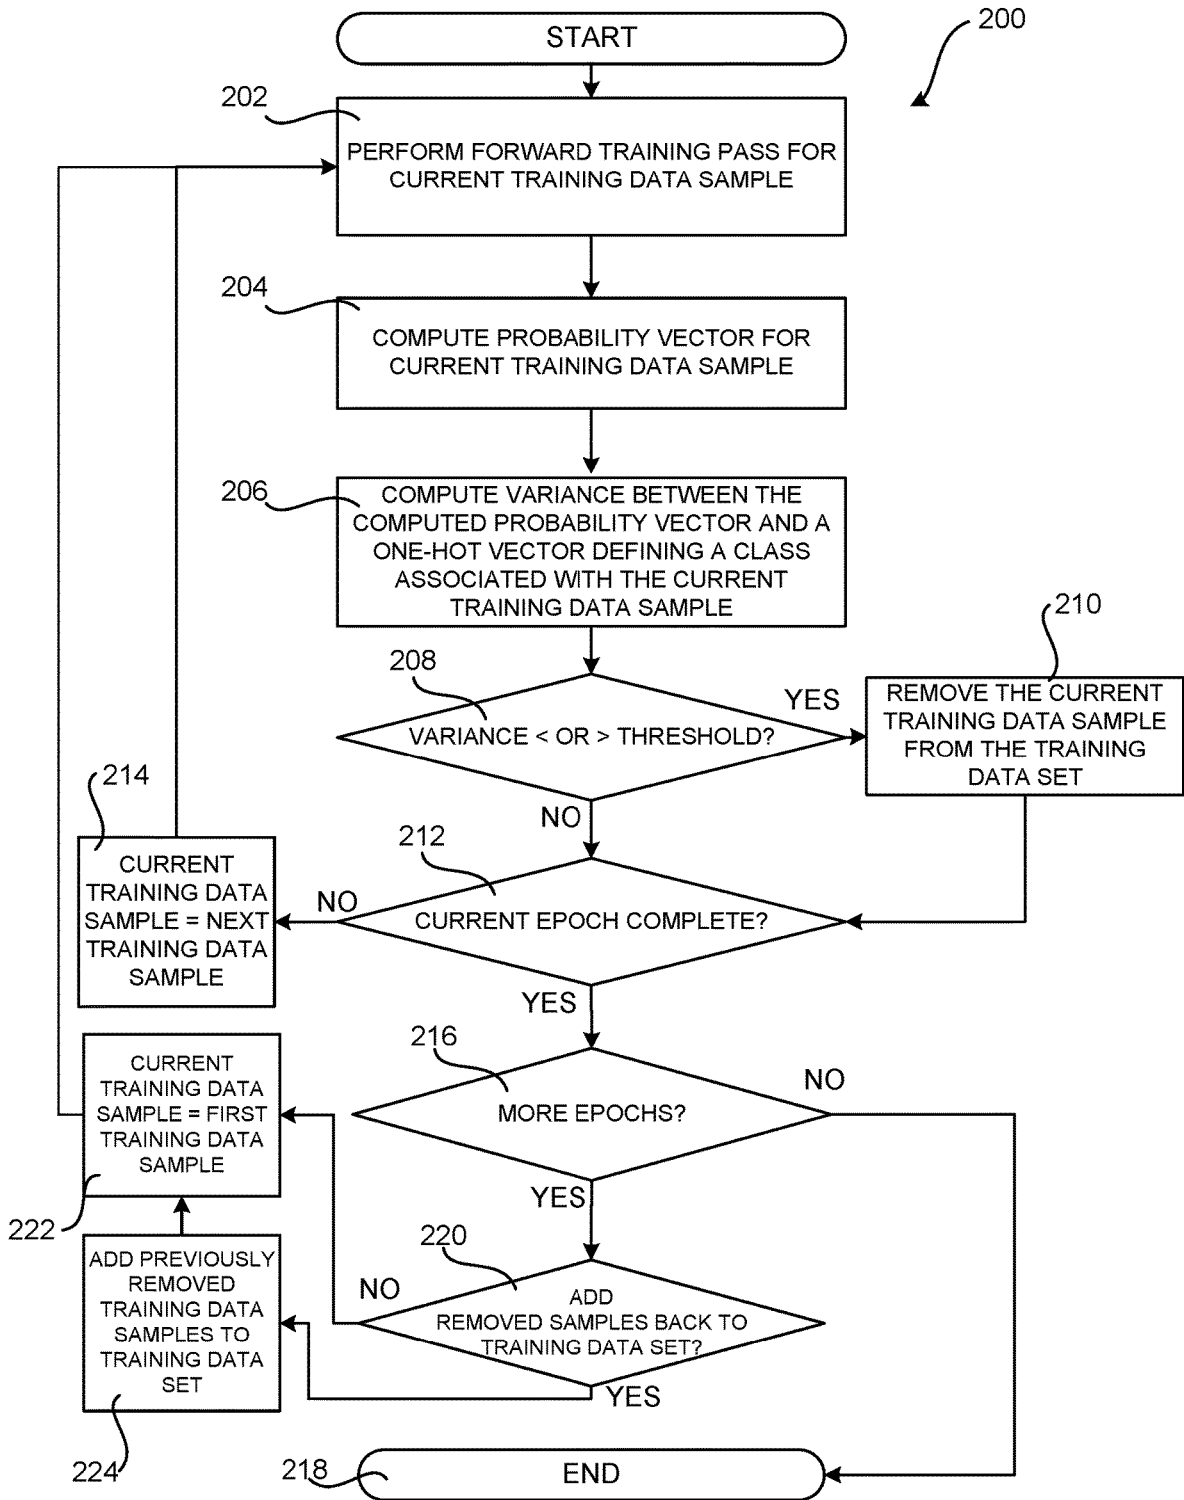 START
200
202
PERFORM FORWARD TRAINING PASS FOR
CURRENT TRAINING DATA SAMPLE
204
COMPUTE PROBABILITY VECTOR FOR
CURRENT TRAINING DATA SAMPLE
206
COMPUTE VARIANCE BETWEEN THE
COMPUTED PROBABILITY VECTOR AND A
ONE-HOT VECTOR DEFINING A CLASS
ASSOCIATED WITH THE CURRENT
TRAINING DATA SAMPLE
208
VARIANCE < OR > THRESHOLD?
YES
210
REMOVE THE CURRENT
TRAINING DATA SAMPLE
FROM THE TRAINING
DATA SET
NO
212
CURRENT EPOCH COMPLETE?
NO
214
CURRENT
TRAINING DATA
SAMPLE = NEXT
TRAINING DATA
SAMPLE
YES
216
MORE EPOCHS?
NO
YES
220
ADD
REMOVED SAMPLES BACK TO
TRAINING DATA SET?
NO
CURRENT
TRAINING DATA
SAMPLE = FIRST
TRAINING DATA
SAMPLE
222
YES
ADD PREVIOUSLY
REMOVED
TRAINING DATA
SAMPLES TO
TRAINING DATA
SET
224
218
END